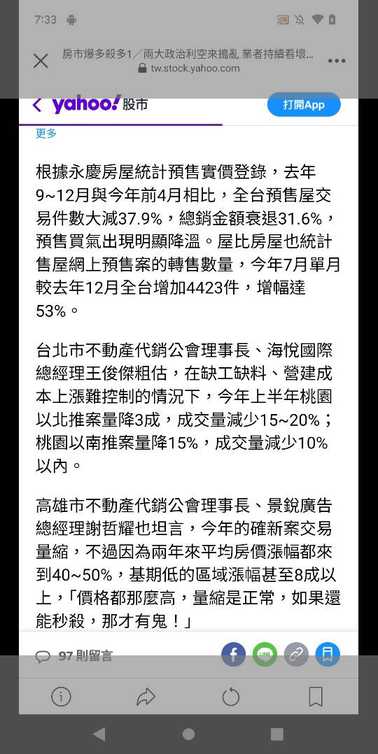 7:33
房市爆多殺多1／兩大政治利空來搗亂 業者持續看壞...
tw.stock.yahoo.com
yahoo! 股市
打開App
更多
根據永慶房屋統計預售實價登錄，去年
9~12月與今年前4月相比，全台預售屋交
易件數大減37.9%，總銷金額衰退31.6%，
預售買氣出現明顯降溫。屋比房屋也統計
售屋網上預售案的轉售數量，今年7月單月
較去年12月全台增加4423件，增幅達
53%。
台北市不動產代銷公會理事長、海悅國際
總經理王俊傑粗估，在缺工缺料、營建成
本上漲難控制的情況下，今年上半年桃園
以北推案量降3成，成交量減少15~20%；
桃園以南推案量降15%，成交量減少10%
以內。
高雄市不動產代銷公會理事長、景銳廣告
總經理謝哲耀也坦言，今年的確新案交易
量縮，不過因為兩年來平均房價漲幅都來
到40~50%，基期低的區域漲幅甚至8成以
上，「價格都那麼高，量縮是正常，如果還
能秒殺，那才有鬼！」
97 則留言
LINE